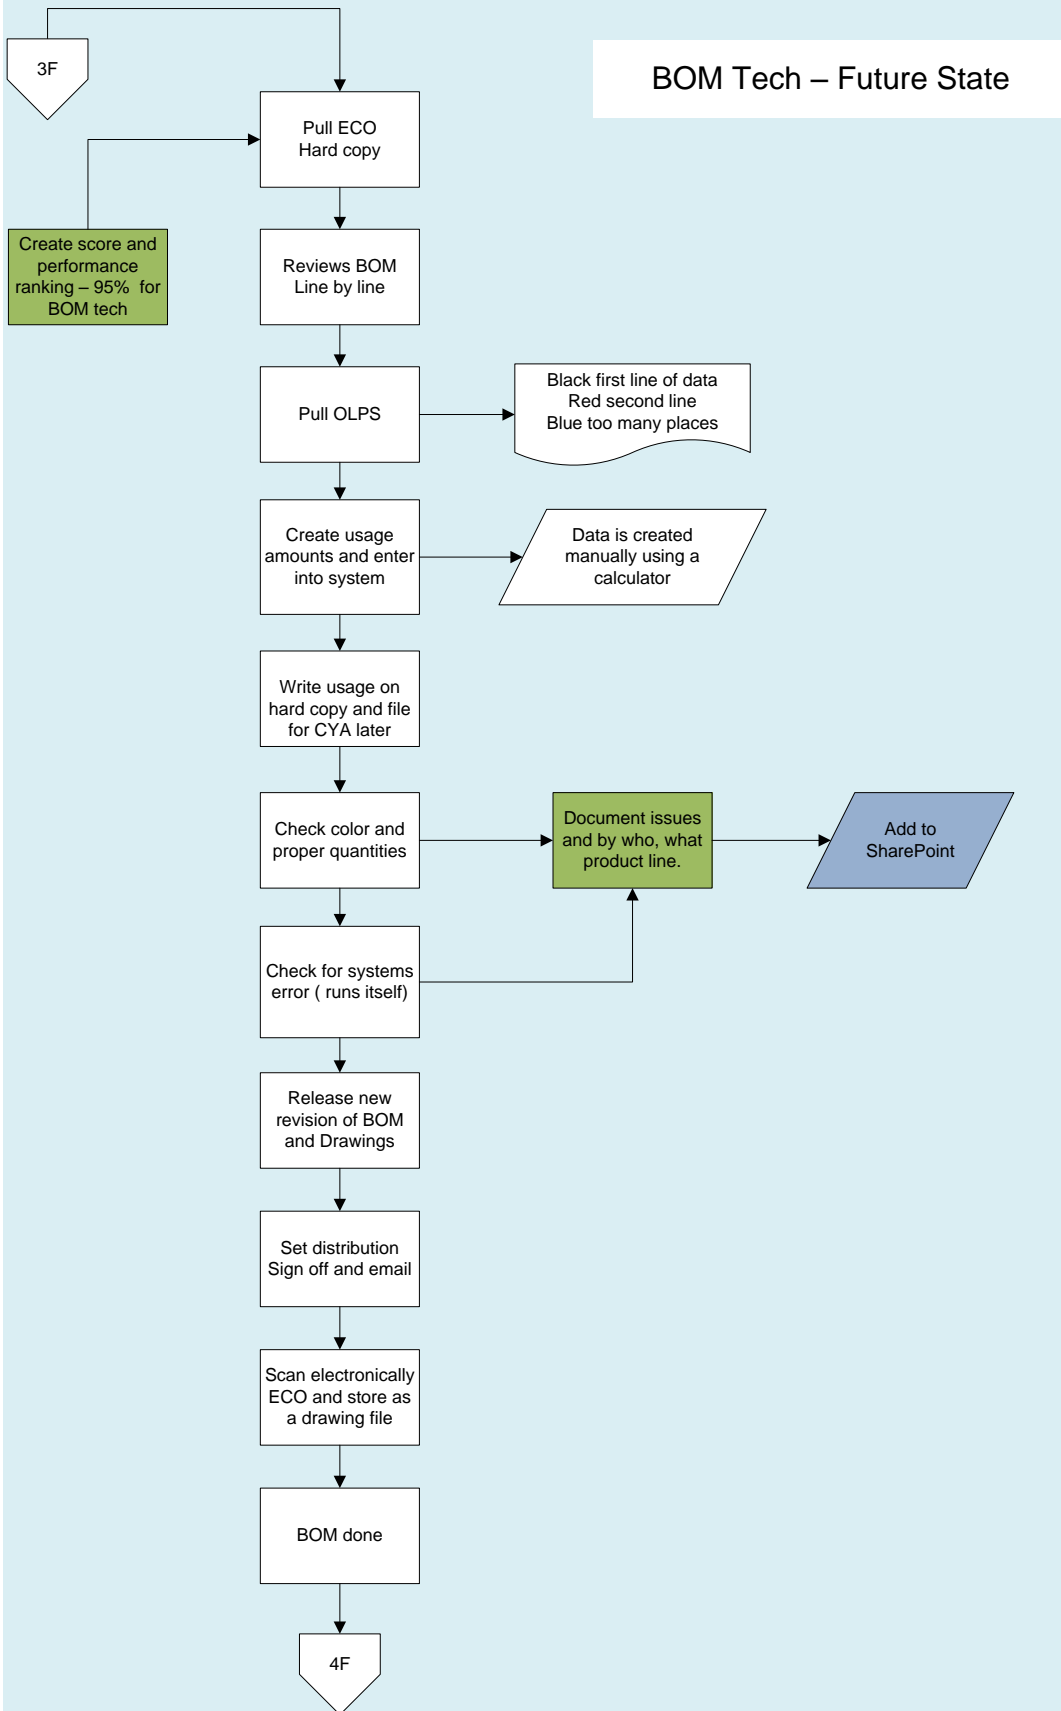 3F
BOM Tech – Future State
Pull ECO
Hard copy
Create score and
performance
ranking – 95% for
BOM tech
Reviews BOM
Line by line
Pull OLPS
Black first line of data
Red second line
Blue too many places
Create usage
amounts and enter
into system
Data is created
manually using a
calculator
Write usage on
hard copy and file
for CYA later
Check color and
proper quantities
Document issues
and by who, what
product line.
Add to
SharePoint
Check for systems
error ( runs itself)
Release new
revision of BOM
and Drawings
Set distribution
Sign off and email
Scan electronically
ECO and store as
a drawing file
BOM done
4F